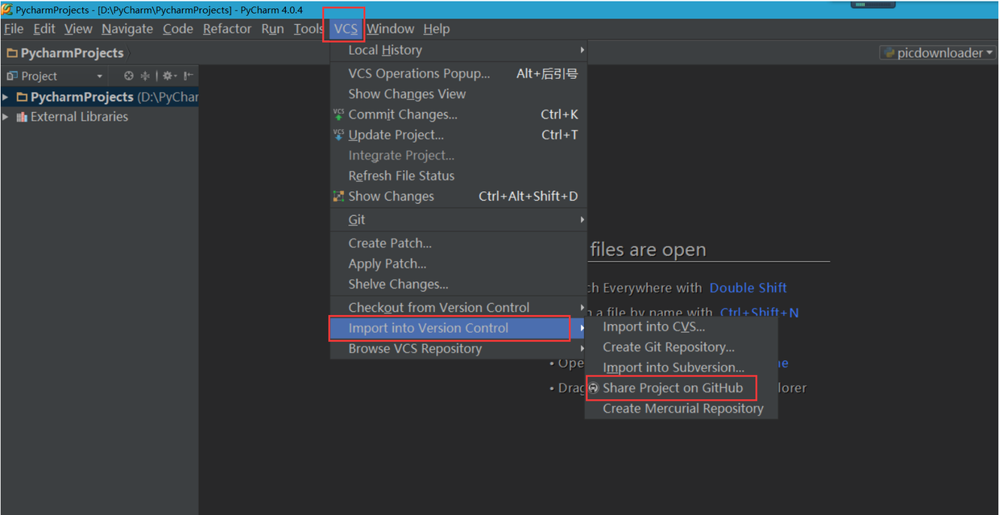 PycharmProjects - [D:\PyCharm\PycharmProjects] - PyCharm 4.0.4
File Edit View Navigate Code Refactor Run Tools VCS Window Help
PycharmProjects
picdownloader
Project
PycharmProjects (D:\PyChar
External Libraries
Local History
VCS Operations Popup... Alt+后引号
Show Changes View
Commit Changes... Ctrl+K
Update Project... Ctrl+T
Integrate Project...
Refresh File Status
Show Changes Ctrl+Alt+Shift+D
Git
Create Patch...
Apply Patch...
Shelve Changes...
Checkout from Version Control
Import into Version Control
Browse VCS Repository
Import into CVS...
Create Git Repository...
Import into Subversion...
Share Project on GitHub
Create Mercurial Repository
files are open
ch Everywhere with Double Shift
a file by name with Ctrl+Shift+N
• Ope
• Drag
lorer